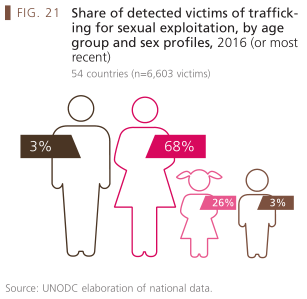 FIG. 21
Share of detected victims of traffick-
ing for sexual exploitation, by age
group and sex profiles, 2016 (or most
recent)
54 countries (n=6,603 victims)
3%
68%
26%
3%
Source: UNODC elaboration of national data.